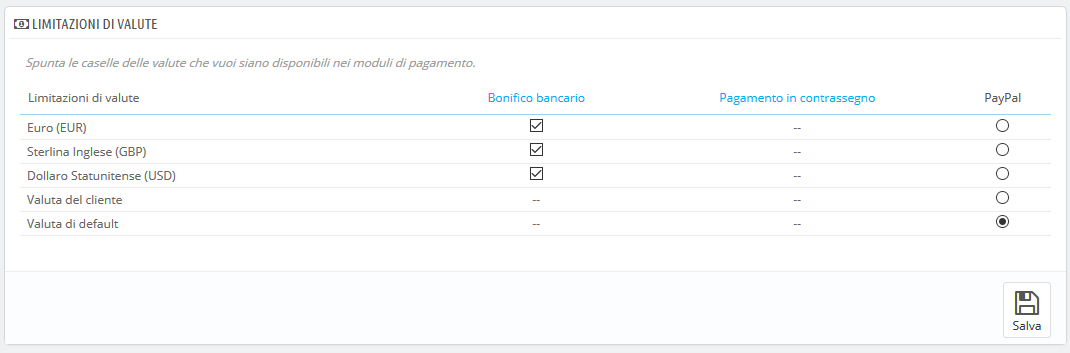 LIMITAZIONI DI VALUTE
Spunta le caselle delle valute che vuoi siano disponibili nei moduli di pagamento.
Limitazioni di valute Bonifico bancario Pagamento in contrassegno PayPal
Euro (EUR) --
Sterlina Inglese (GBP) --
Dollaro Statunitense (USD) --
Valuta del cliente -- --
Valuta di default -- --
Salva